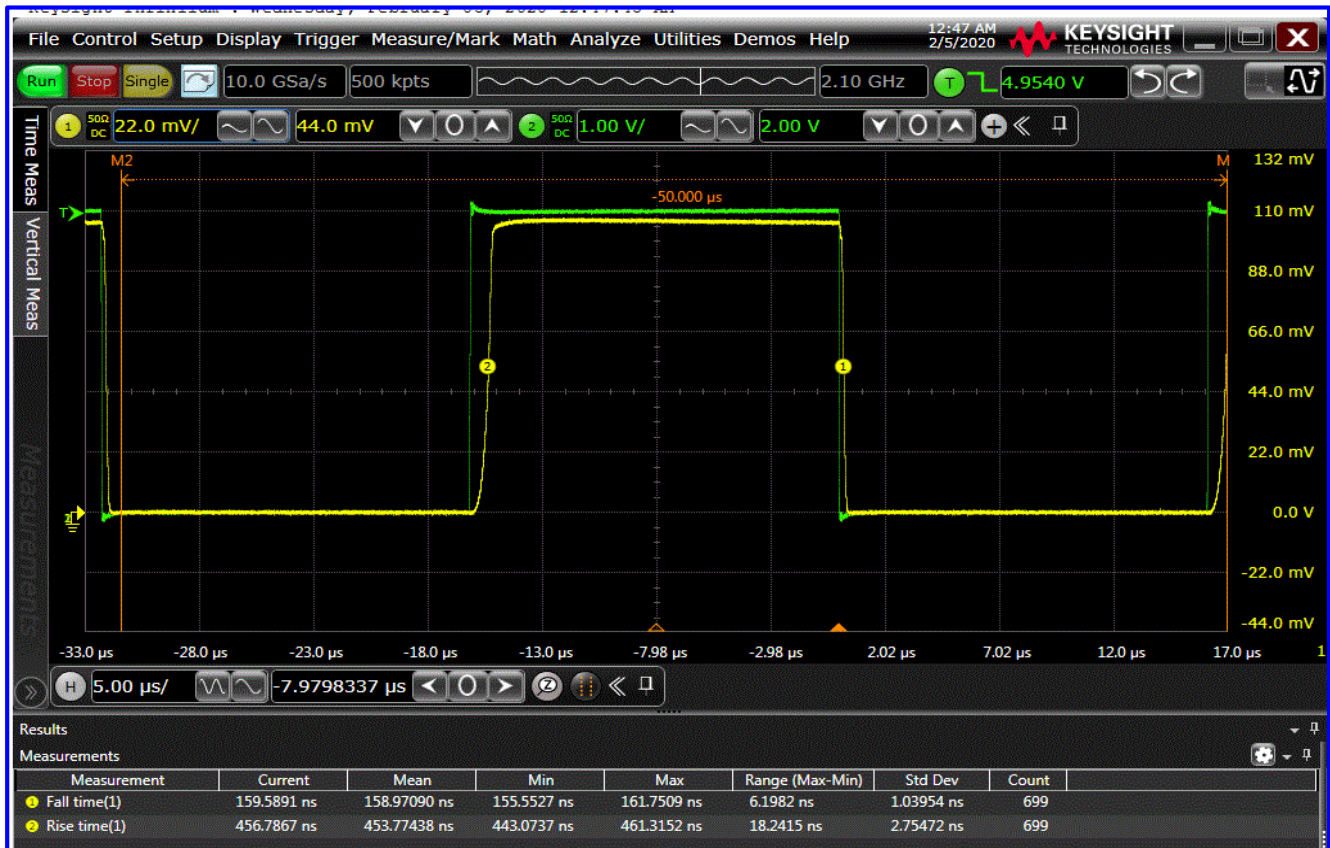 File Control Setup Display Trigger Measure/Mark Math Analyze Utilities Demos Help 12:47 AM KEYSIGHT
2/5/2020 TECHNOLOGIES
Run Stop Single 10.0 GSa/s 500 kpts 2.10 GHz T 4.9540 V
1 50Ω DC 22.0 mV/ 44.0 mV 2 50Ω DC 1.00 V/ 2.00 V
Time Meas
Vertical Meas
Measurements
M2 M 132 mV
-50.000 µs
T 110 mV
88.0 mV
66.0 mV
2 1
44.0 mV
22.0 mV
0.0 V
-22.0 mV
-44.0 mV
-33.0 µs -28.0 µs -23.0 µs -18.0 µs -13.0 µs -7.98 µs -2.98 µs 2.02 µs 7.02 µs 12.0 µs 17.0 µs 1
H 5.00 µs/ -7.9798337 µs 0 Z
Results
Measurements
Measurement Current Mean Min Max Range (Max-Min) Std Dev Count
1 Fall time(1) 159.5891 ns 158.97090 ns 155.5527 ns 161.7509 ns 6.1982 ns 1.03954 ns 699
2 Rise time(1) 456.7867 ns 453.77438 ns 443.0737 ns 461.3152 ns 18.2415 ns 2.75472 ns 699